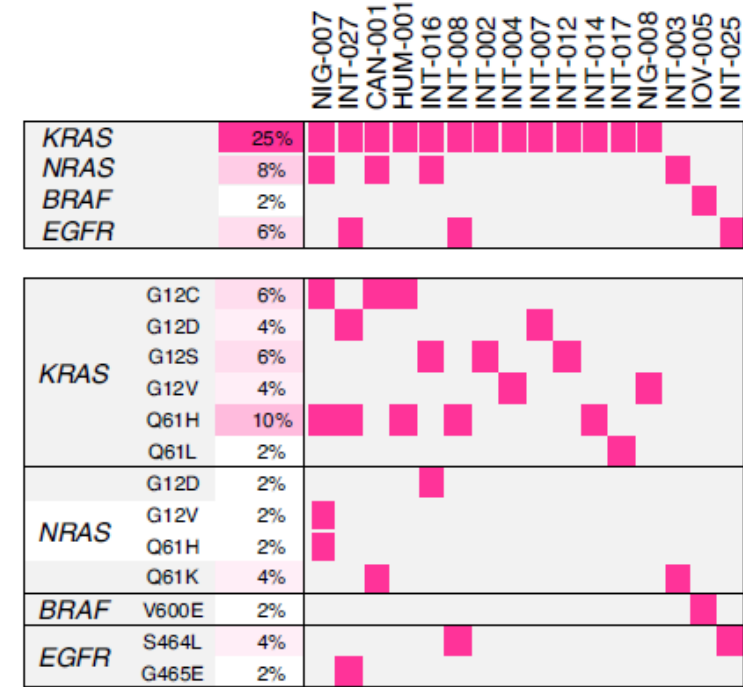 NIG-007 INT-027 CAN-001 HUM-001 INT-016 INT-008 INT-002 INT-004 INT-007 INT-012 INT-014 INT-017 NIG-008 INT-003 IOV-005 INT-025
KRAS 25%
NRAS 8%
BRAF 2%
EGFR 6%
KRAS
G12C 6%
G12D 4%
G12S 6%
G12V 4%
Q61H 10%
Q61L 2%
NRAS
G12D 2%
G12V 2%
Q61H 2%
Q61K 4%
BRAF V600E 2%
EGFR
S464L 4%
G465E 2%